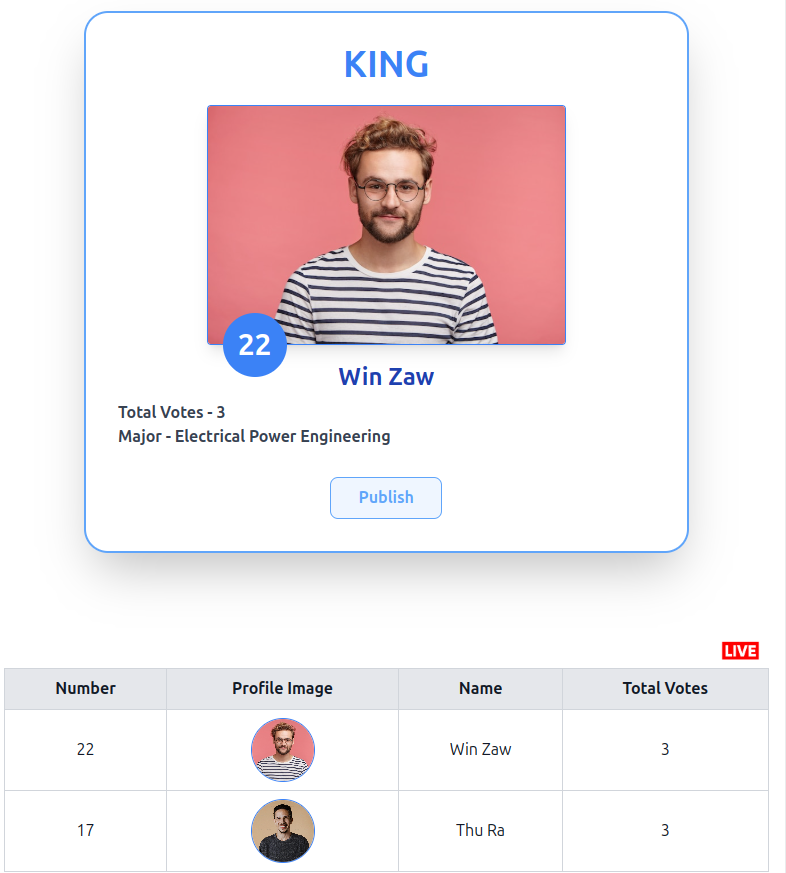 KING
22
Win Zaw
Total Votes - 3
Major - Electrical Power Engineering
Publish
LIVE
Number Profile Image Name Total Votes
22 Win Zaw 3
17 Thu Ra 3